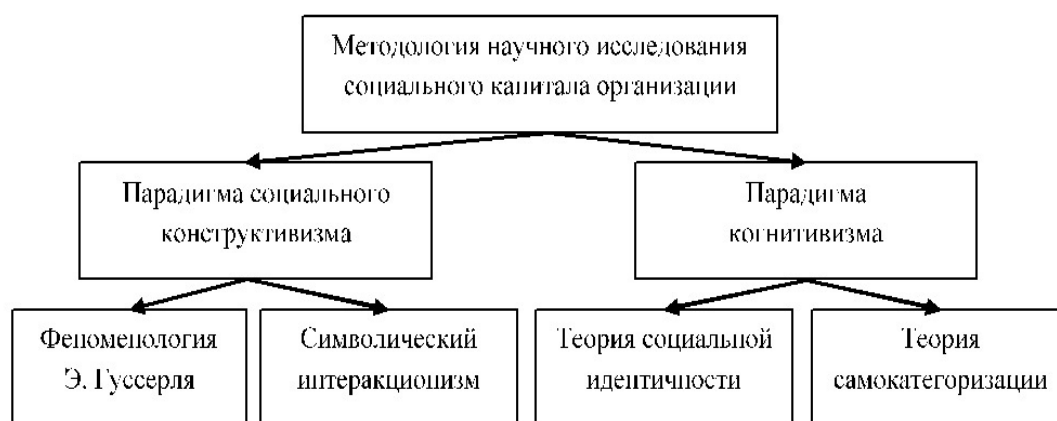 Методология научного исследования
социального капитала организации
Парадигма социального
конструктивизма
Парадигма
когнитивизма
Феноменология
Э. Гуссерля
Символический
интеракционизм
Теория социальной
идентичности
Теория
самокатегоризации